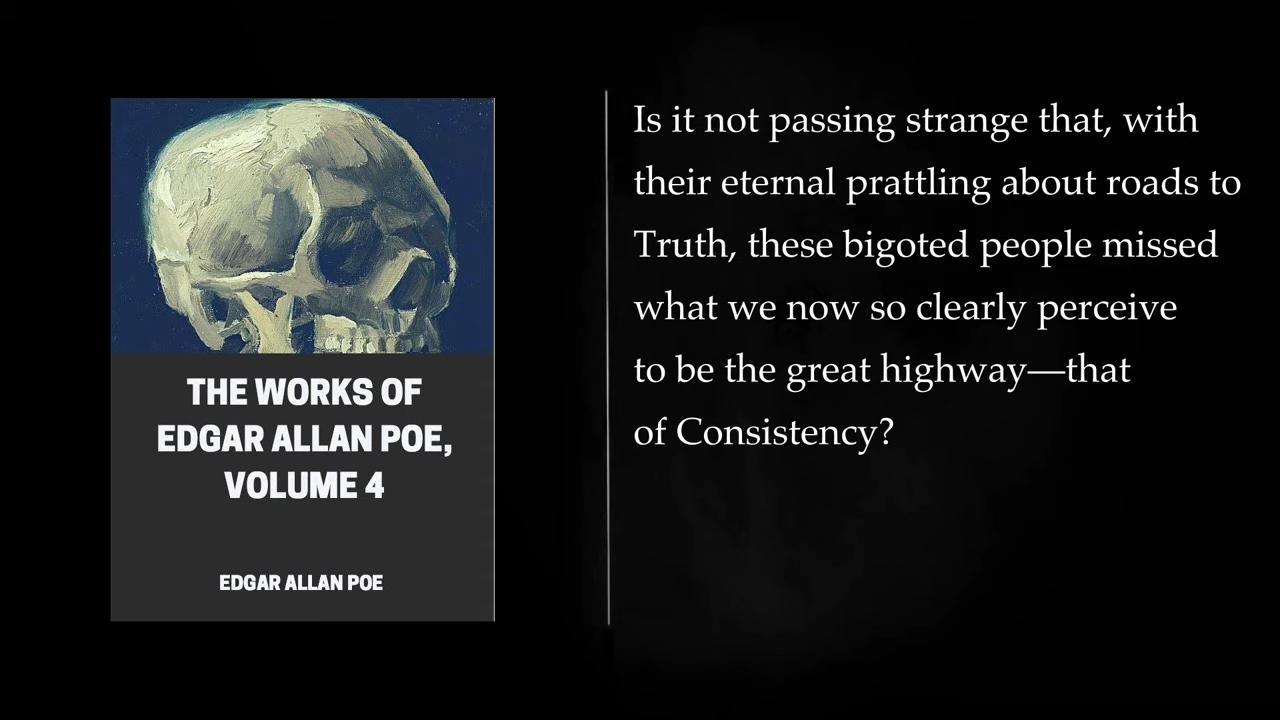 THE WORKS OF
EDGAR ALLAN POE,
VOLUME 4
EDGAR ALLAN POE
Is it not passing strange that, with
their eternal prattling about roads to
Truth, these bigoted people missed
what we now so clearly perceive
to be the great highway—that
of Consistency?